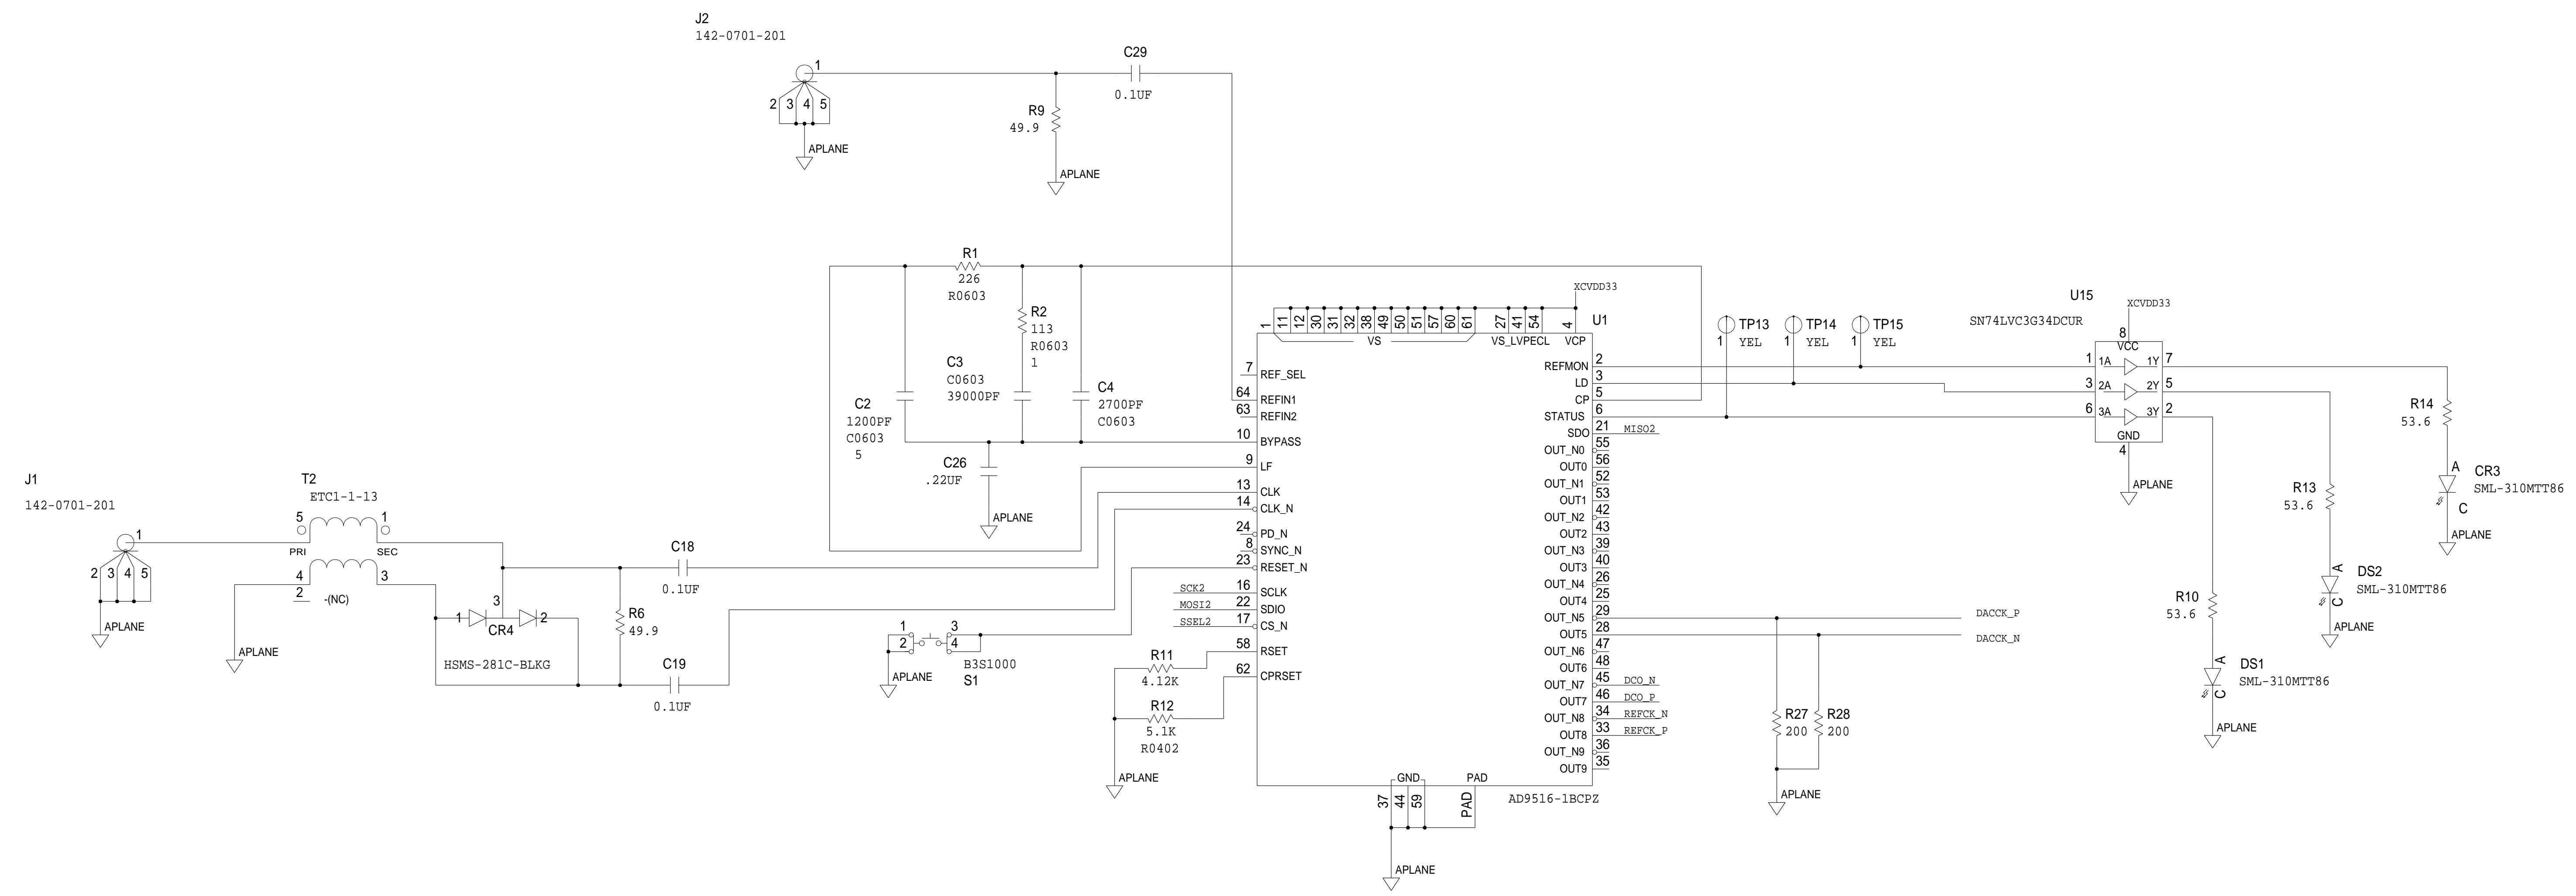 J2
142-0701-201
1
2 3 4 5
APLANE
C29
0.1UF
R9
49.9
APLANE
R1
226
R0603
R2
113
R0603
1
C3
C0603
39000PF
C2
1200PF
C0603
5
C4
2700PF
C0603
C26
.22UF
APLANE
J1
142-0701-201
1
2 3 4 5
APLANE
T2
ETC1-1-13
5 1
PRI SEC
4 3
2
-(NC)
APLANE
3
1 2
CR4
HSMS-281C-BLKG
R6
49.9
C18
0.1UF
C19
0.1UF
1 3
2 4
B3S1000
S1
APLANE
R11
4.12K
R12
5.1K
R0402
APLANE
XCVDD33
U1
1 11 12 30 31 32 38 49 50 51 57 60 61 27 41 54 4
VS VS_LVPECL VCP
7 REF_SEL
64 REFIN1
63 REFIN2
10 BYPASS
9 LF
13 CLK
14 CLK_N
24 PD_N
8 SYNC_N
23 RESET_N
SCK2 16 SCLK
MOSI2 22 SDIO
SSEL2 17 CS_N
58 RSET
62 CPRSET
REFMON 2
LD 3
CP 5
STATUS 6
SDO 21 MISO2
OUT_N0 55
OUT0 56
OUT_N1 52
OUT1 53
OUT_N2 42
OUT2 43
OUT_N3 39
OUT3 40
OUT_N4 26
OUT4 25
OUT_N5 29
OUT5 28
OUT_N6 47
OUT6 48
OUT_N7 45 DCO_N
OUT7 46 DCO_P
OUT_N8 34 REFCK_N
OUT8 33 REFCK_P
OUT_N9 36
OUT9 35
GND PAD
37 44 59 PAD
AD9516-1BCPZ
APLANE
DACCK_P
DACCK_N
R27
200
R28
200
APLANE
TP13
1 YEL
TP14
1 YEL
TP15
1 YEL
U15
XCVDD33
SN74LVC3G34DCUR
8
VCC
1 1A 1Y 7
3 2A 2Y 5
6 3A 3Y 2
GND
4
APLANE
R14
53.6
A
CR3
SML-310MTT86
C
APLANE
R13
53.6
A
DS2
SML-310MTT86
C
APLANE
R10
53.6
A
DS1
SML-310MTT86
C
APLANE